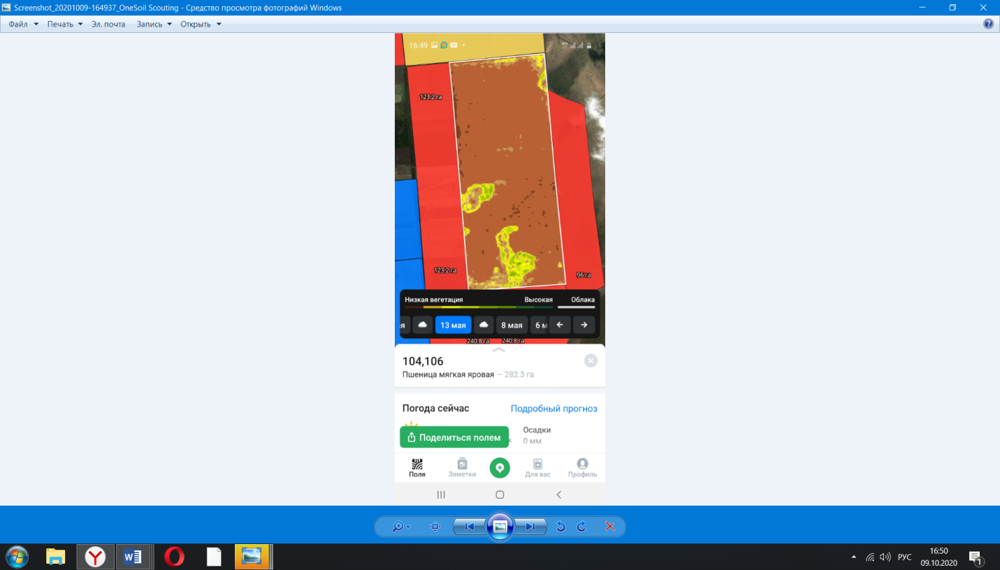 Screenshot_20201009-164937_OneSoil Scouting - Средство просмотра фотографий Windows
Файл Печать Эл. почта Запись Открыть
16:49
123.2 га
123.2 га
96 га
Низкая вегетация Высокая Облака
я 13 мая 8 мая 6 м
240.8 га 240.8 га
104,106
Пшеница мягкая яровая — 282.3 га
Погода сейчас Подробный прогноз
Осадки
Поделиться полем
0 мм
Поля Заметки Для вас Профиль
16:50
РУС
09.10.2020
1